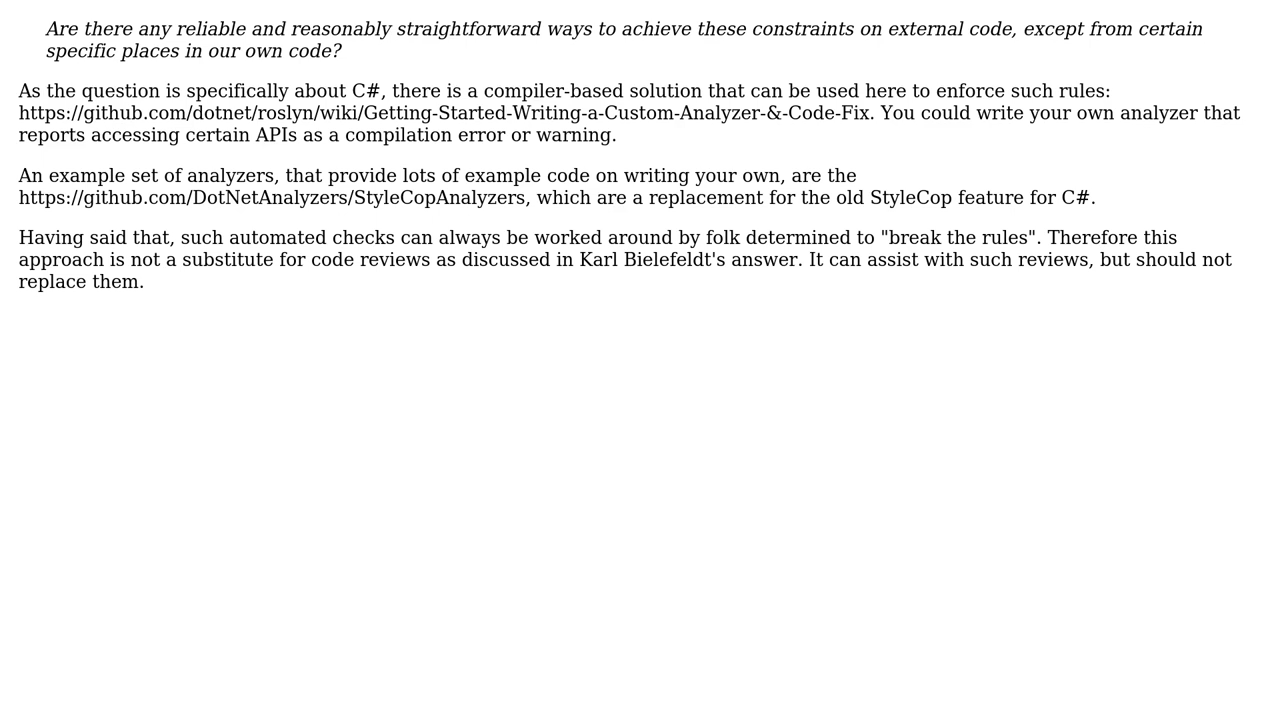 Are there any reliable and reasonably straightforward ways to achieve these constraints on external code, except from certain
specific places in our own code?
As the question is specifically about C#, there is a compiler-based solution that can be used here to enforce such rules:
https://github.com/dotnet/roslyn/wiki/Getting-Started-Writing-a-Custom-Analyzer-&-Code-Fix. You could write your own analyzer that
reports accessing certain APIs as a compilation error or warning.
An example set of analyzers, that provide lots of example code on writing your own, are the
https://github.com/DotNetAnalyzers/StyleCopAnalyzers, which are a replacement for the old StyleCop feature for C#.
Having said that, such automated checks can always be worked around by folk determined to "break the rules". Therefore this
approach is not a substitute for code reviews as discussed in Karl Bielefeldt's answer. It can assist with such reviews, but should not
replace them.